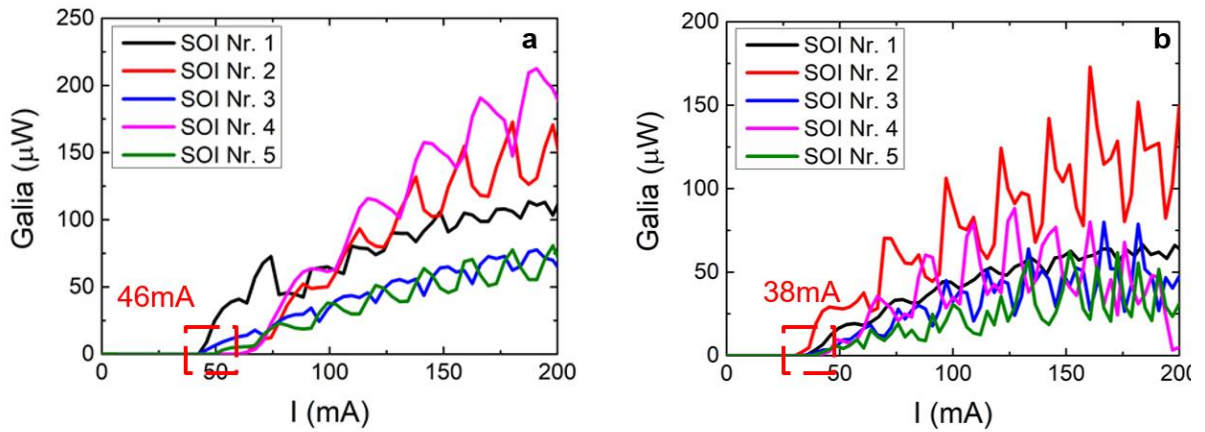 a
SOI Nr. 1
SOI Nr. 2
SOI Nr. 3
SOI Nr. 4
SOI Nr. 5
Galia (μW)
250
200
150
100
50
0
46mA
0 50 100 150 200
I (mA)
b
SOI Nr. 1
SOI Nr. 2
SOI Nr. 3
SOI Nr. 4
SOI Nr. 5
Galia (μW)
200
150
100
50
0
38mA
0 50 100 150 200
I (mA)